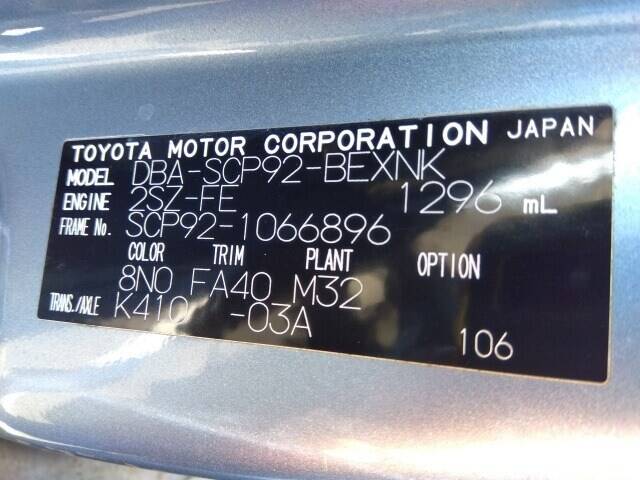 TOYOTA MOTOR CORPORATION JAPAN
MODEL DBA-SCP92-BEXNK
ENGINE 2SZ-FE 1296 mL
FRAME No. SCP92-1066896
COLOR TRIM PLANT OPTION
8N0 FA40 M32
TRANS./AXLE K410 -03A
106